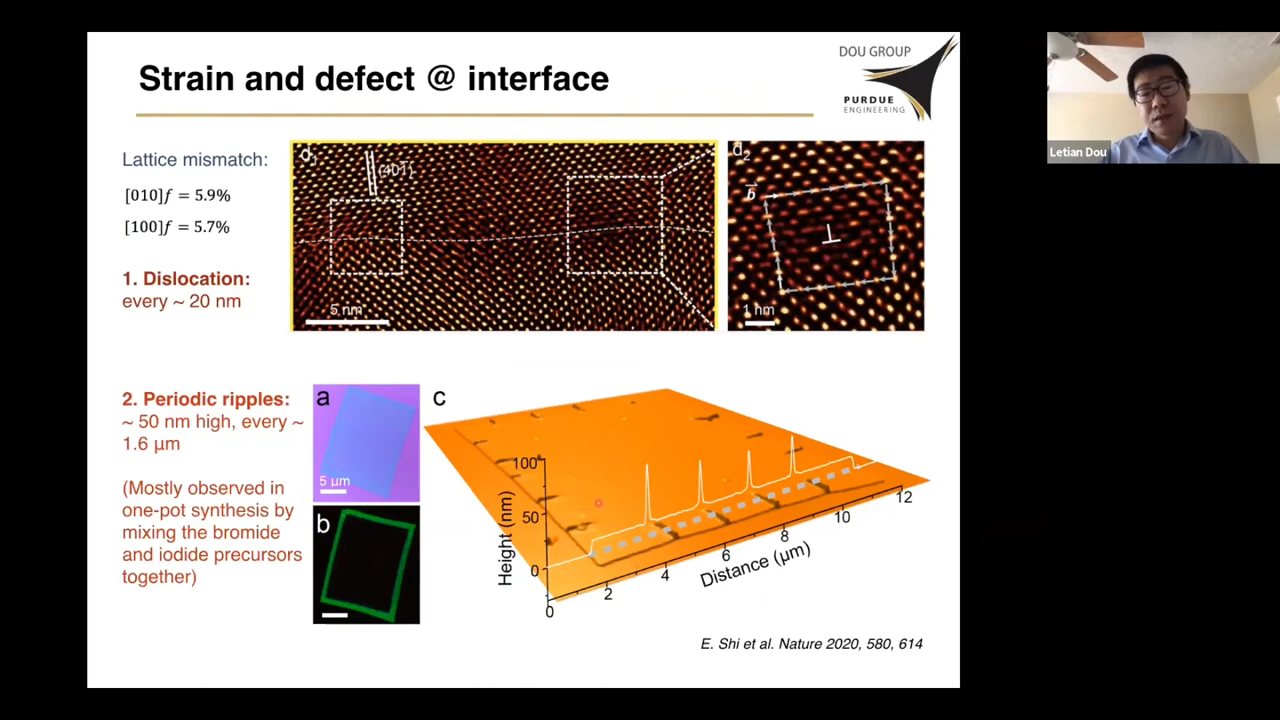 Strain and defect @ interface
DOU GROUP
PURDUE
ENGINEERING
Letian Dou
Lattice mismatch:
[010]f = 5.9%
[100]f = 5.7%
1. Dislocation:
every ~ 20 nm
d1
(401)
5 nm
d2
b
⊥
1 nm
2. Periodic ripples:
~ 50 nm high, every ~
1.6 μm
(Mostly observed in
one-pot synthesis by
mixing the bromide
and iodide precursors
together)
a
5 μm
b
c
100
50
0
Height (nm)
0
2
4
6
8
10
12
Distance (μm)
E. Shi et al. Nature 2020, 580, 614